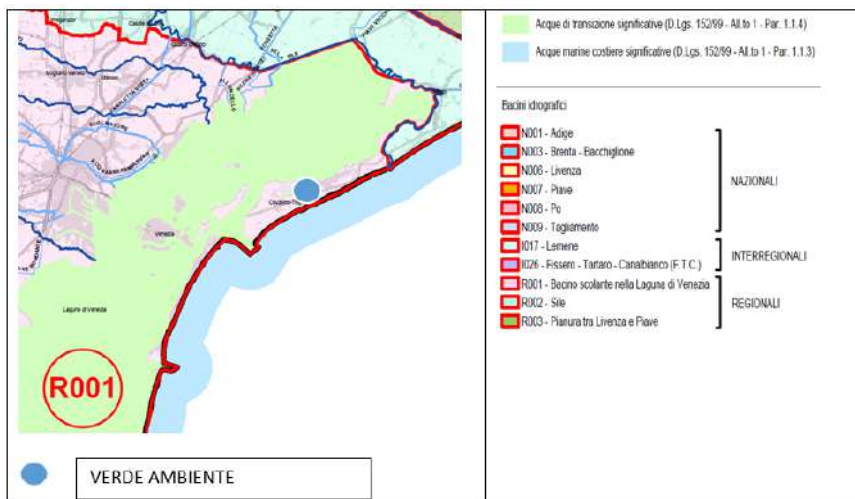 Mogliano Veneto
Venezia
Laguna di Venezia
R001
VERDE AMBIENTE
Acque di transizione significative (D.Lgs. 152/99 - All.to 1 - Par. 1.1.4)
Acque marine costiere significative (D.Lgs. 152/99 - All.to 1 - Par. 1.1.3)
Bacini idrografici
N001 - Adige
N003 - Brenta - Bacchiglione
N006 - Livenza
N007 - Piave
N008 - Po
N009 - Tagliamento
NAZIONALI
I017 - Lemene
I026 - Fissero - Tartaro - Canalbianco (F.T.C.)
INTERREGIONALI
R001 - Bacino scolante nella Laguna di Venezia
R002 - Sile
R003 - Pianura tra Livenza e Piave
REGIONALI